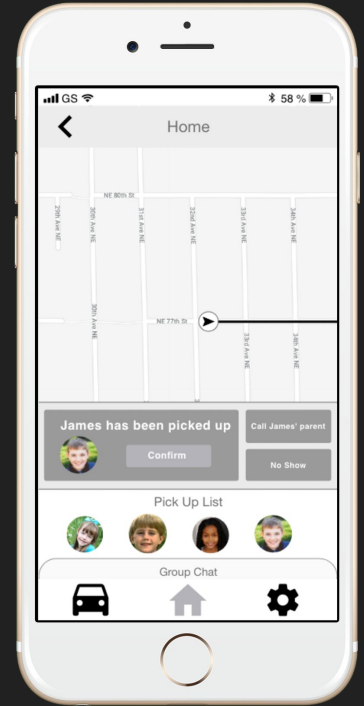 GS 58 %
Home
NE 80th St
29th Ave NE
30th Ave NE
31st Ave NE
32nd Ave NE
33rd Ave NE
34th Ave NE
30th Ave NE
NE 77th St
33rd Ave NE
34th Ave NE
James has been picked up
Confirm
Call James' parent
No Show
Pick Up List
Group Chat